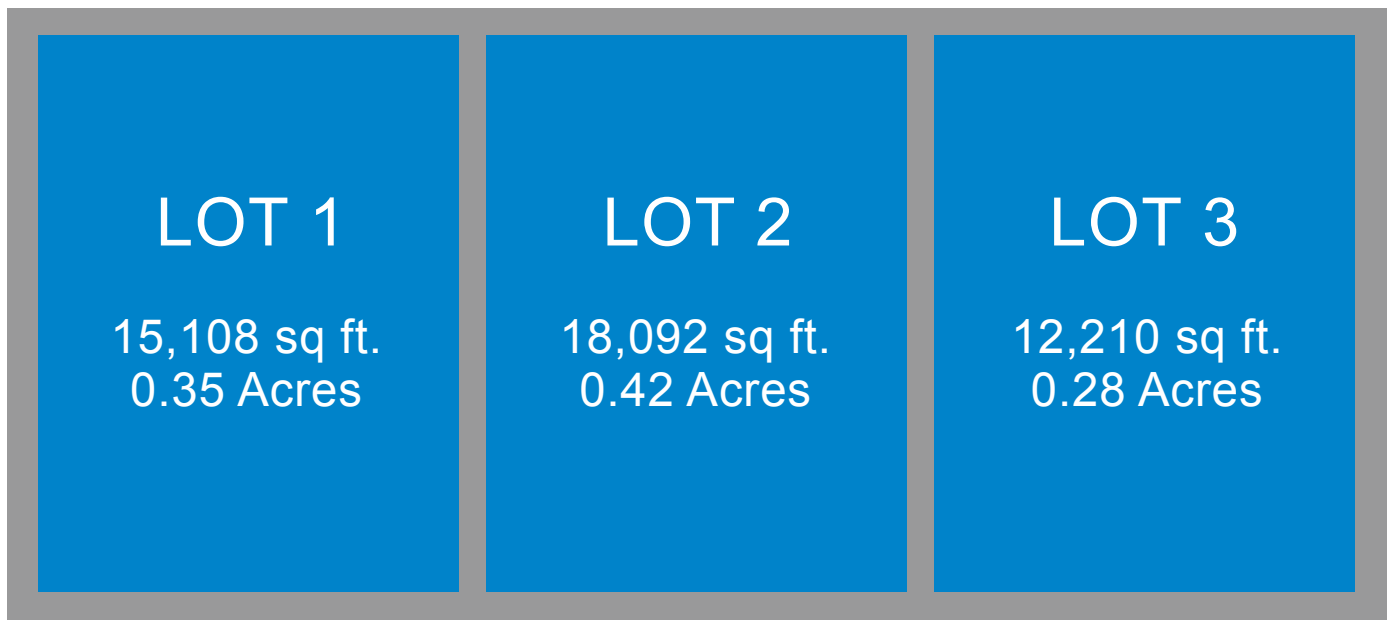 LOT 1
15,108 sq ft.
0.35 Acres
LOT 2
18,092 sq ft.
0.42 Acres
LOT 3
12,210 sq ft.
0.28 Acres